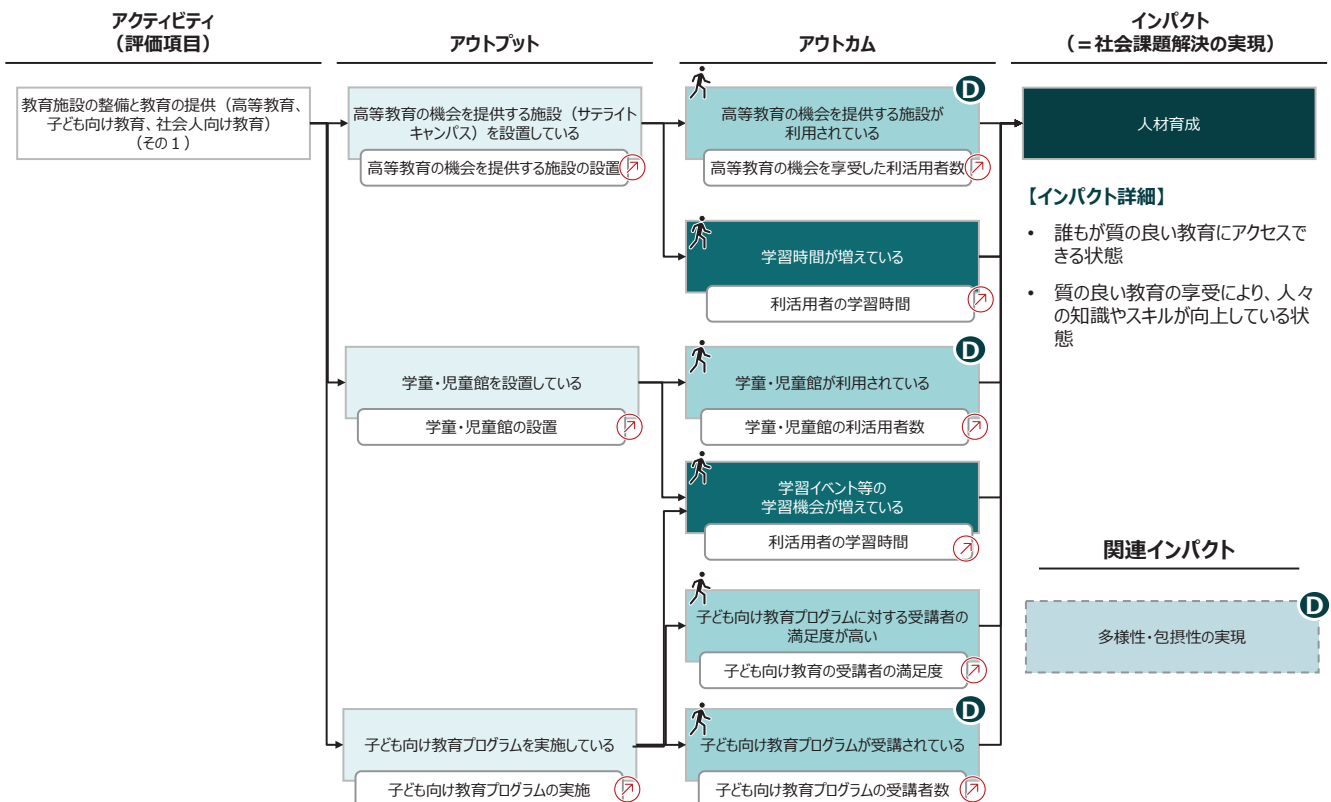 アクティビティ
（評価項目）
アウトプット
アウトカム
インパクト
（＝社会課題解決の実現）
教育施設の整備と教育の提供（高等教育、
子ども向け教育、社会人向け教育）
（その１）
高等教育の機会を提供する施設（サテライト
キャンパス）を設置している
高等教育の機会を提供する施設の設置
学童・児童館を設置している
学童・児童館の設置
子ども向け教育プログラムを実施している
子ども向け教育プログラムの実施
D
高等教育の機会を提供する施設が
利用されている
高等教育の機会を享受した利活用者数
学習時間が増えている
利活用者の学習時間
D
学童・児童館が利用されている
学童・児童館の利活用者数
学習イベント等の
学習機会が増えている
利活用者の学習時間
子ども向け教育プログラムに対する受講者の
満足度が高い
子ども向け教育の受講者の満足度
D
子ども向け教育プログラムが受講されている
子ども向け教育プログラムの受講者数
人材育成
【インパクト詳細】
• 誰もが質の良い教育にアクセスで
きる状態
• 質の良い教育の享受により、人々
の知識やスキルが向上している状
態
関連インパクト
D
多様性・包摂性の実現